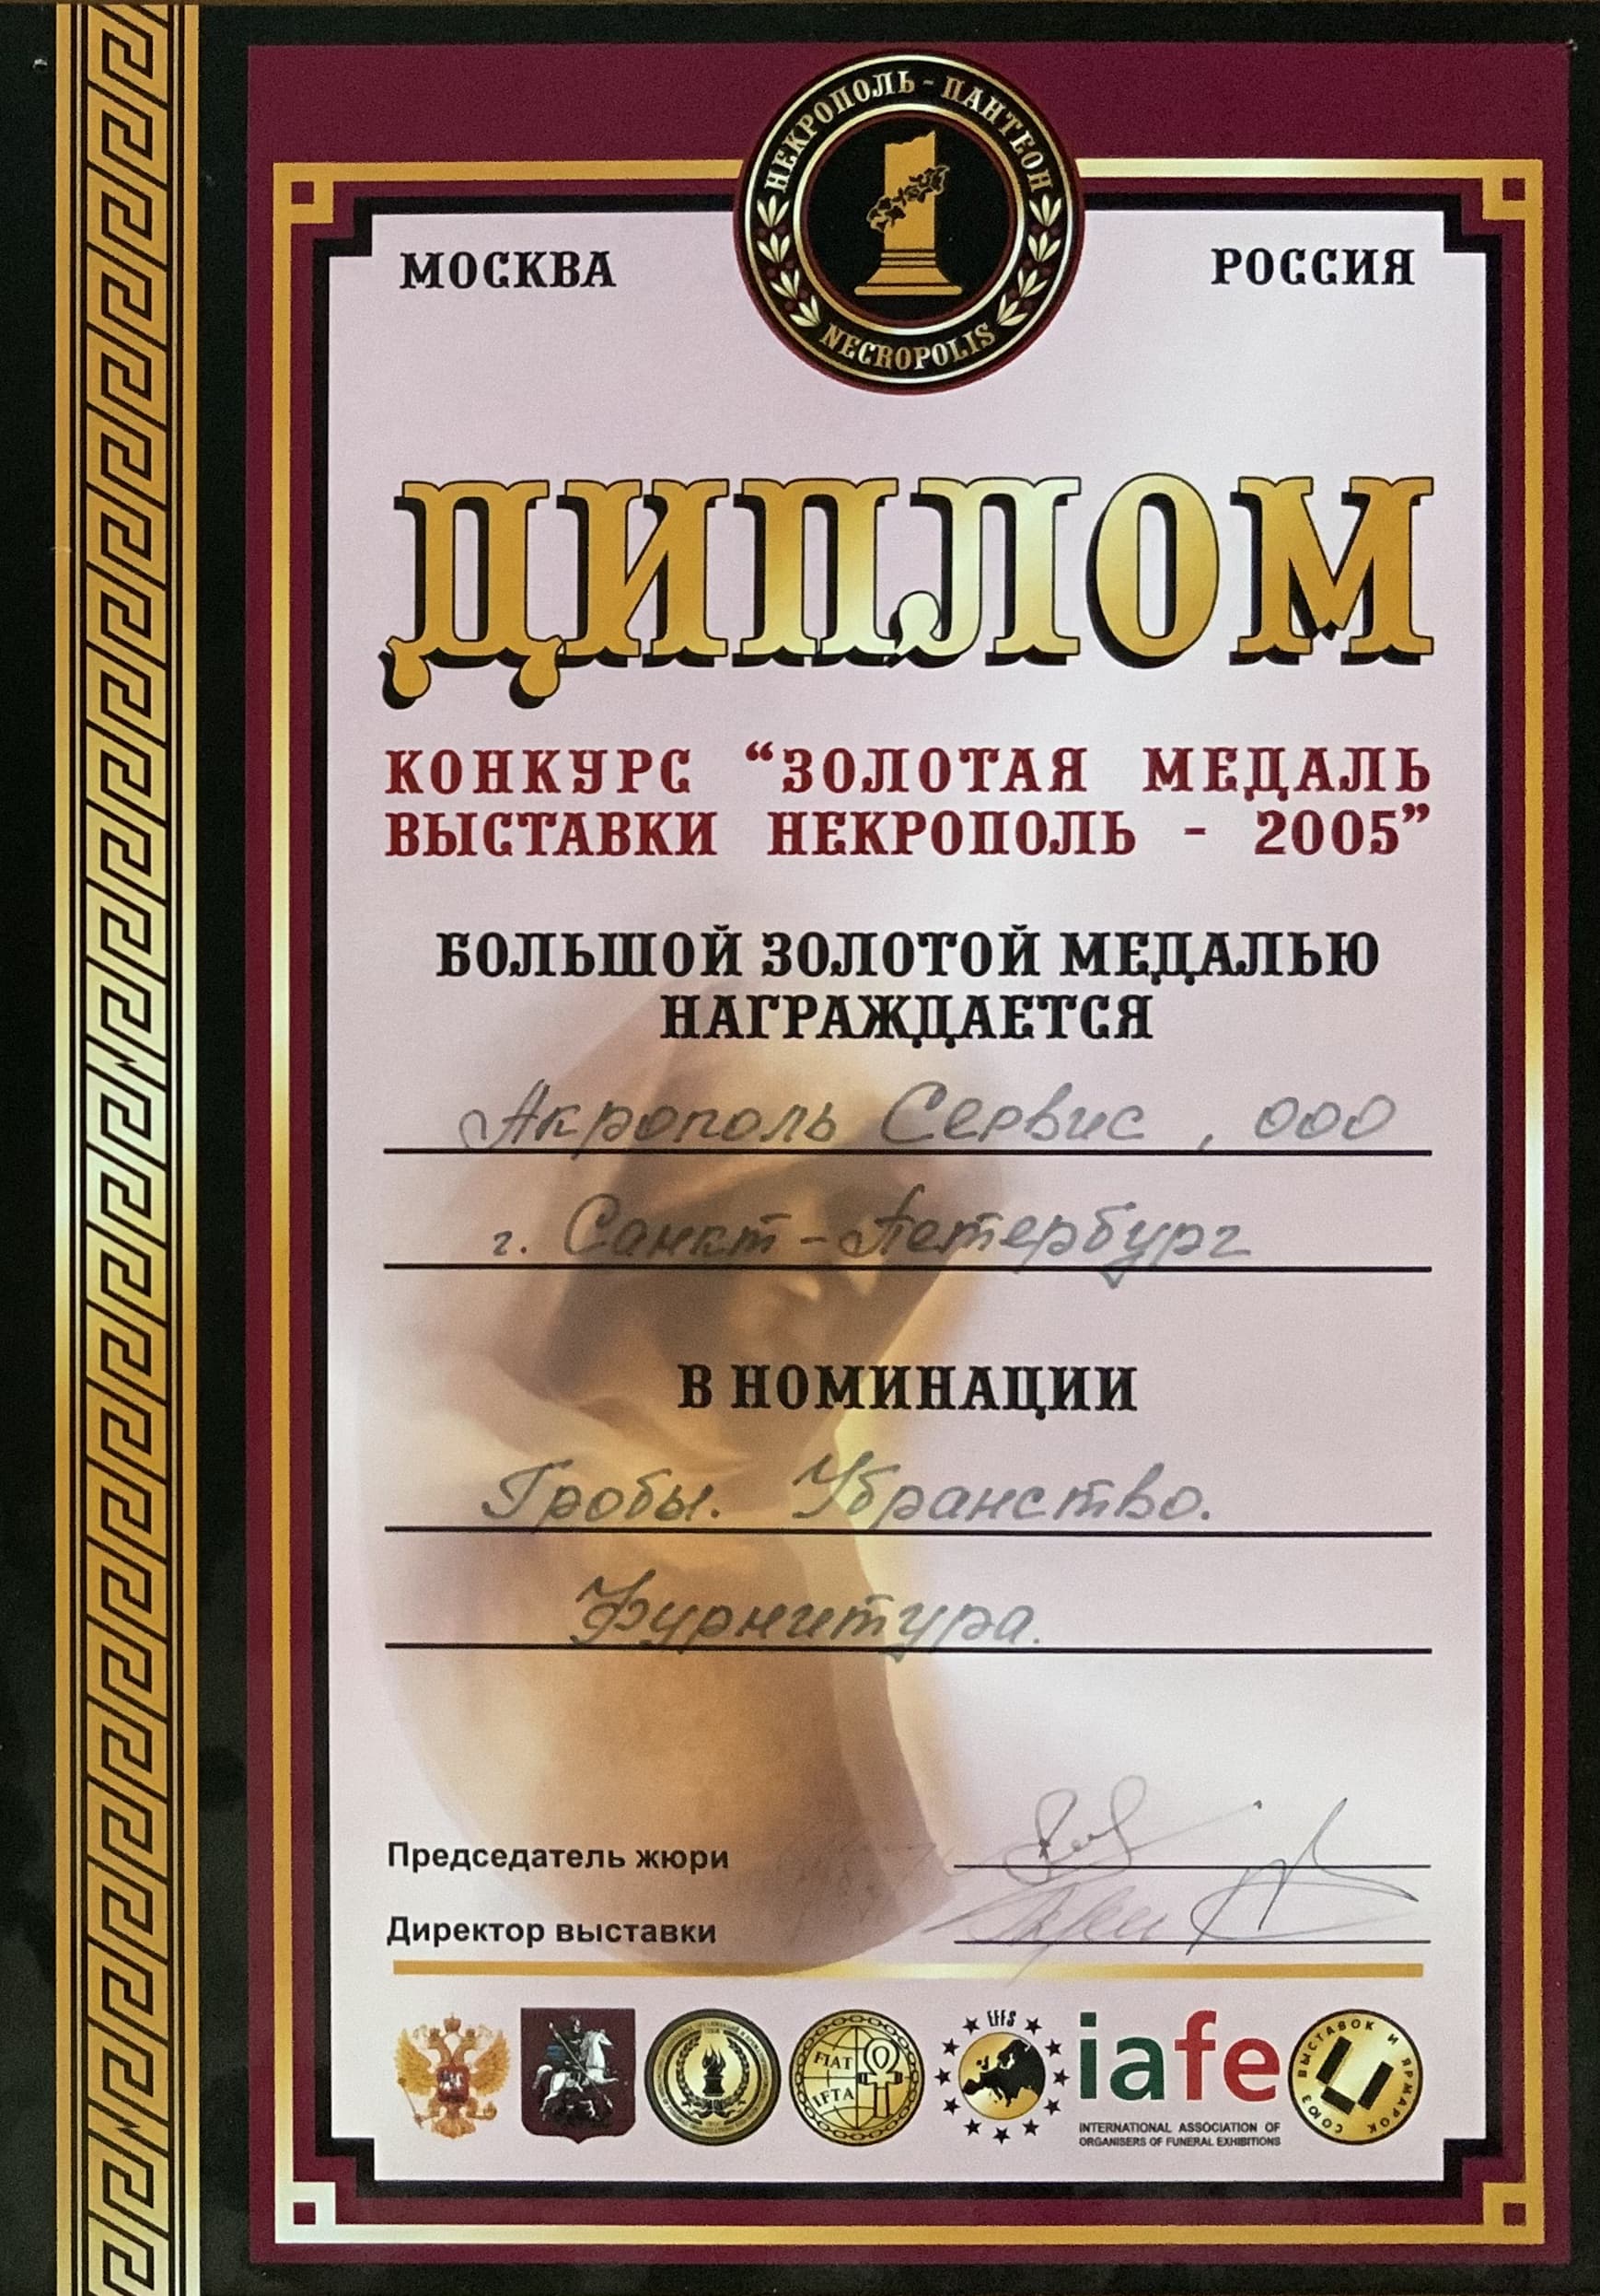 НЕКРОПОЛЬ - ПАНТЕОН
NECROPOLIS
МОСКВА
РОССИЯ
ДИПЛОМ
КОНКУРС “ЗОЛОТАЯ МЕДАЛЬ
ВЫСТАВКИ НЕКРОПОЛЬ - 2005”
БОЛЬШОЙ ЗОЛОТОЙ МЕДАЛЬЮ
НАГРАЖДАЕТСЯ
Акрополь Сервис, ООО
г. Санкт-Петербург
В НОМИНАЦИИ
Гробы. Убранство.
Фурнитура.
Председатель жюри
Директор выставки
FIAT
IFTA
EFFS
iafe
INTERNATIONAL ASSOCIATION OF
ORGANISERS OF FUNERAL EXHIBITIONS
СОЮЗ ВЫСТАВОК И ЯРМАРОК